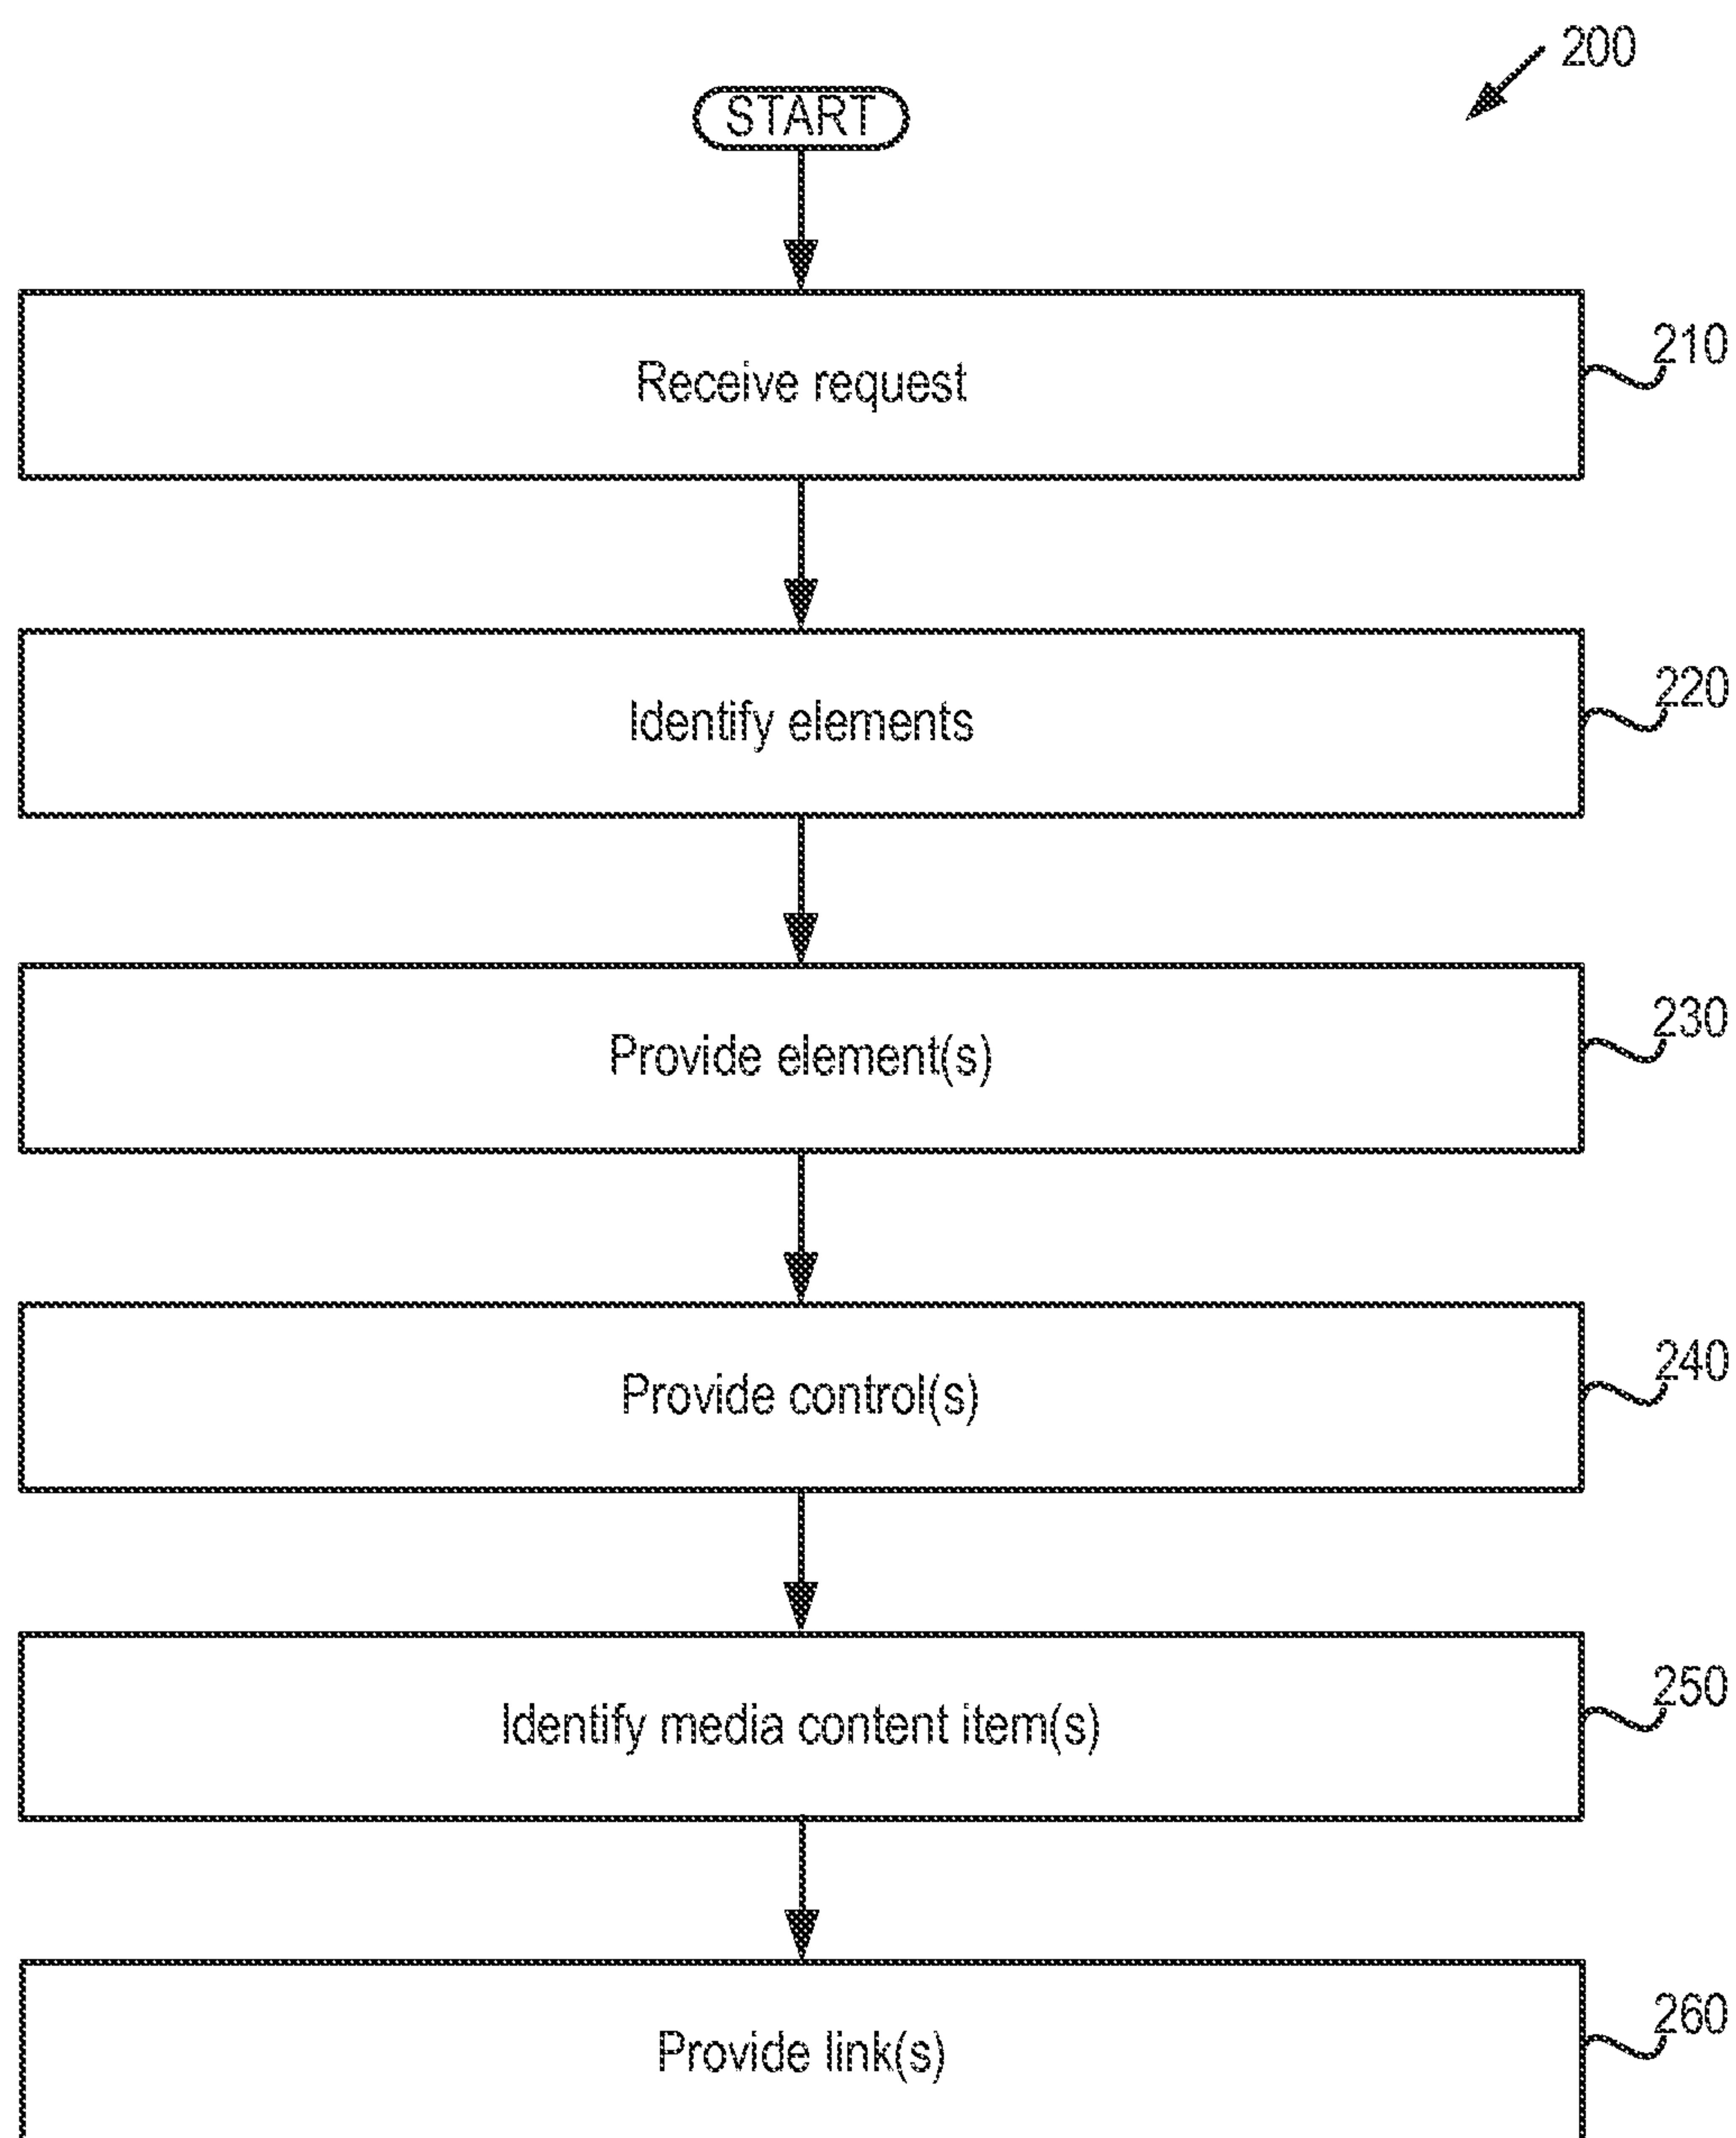 200
START
Receive request
210
Identify elements
220
Provide element(s)
230
Provide control(s)
240
Identify media content item(s)
250
Provide link(s)
260